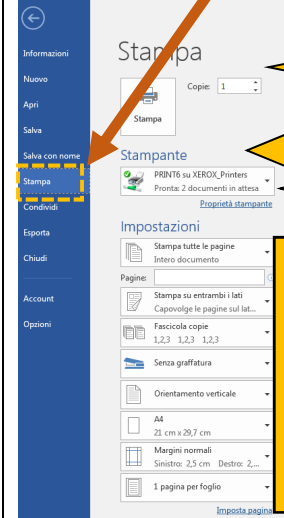 Informazioni
Nuovo
Apri
Salva
Salva con nome
Stampa
Condividi
Esporta
Chiudi
Account
Opzioni
Stampa
Copie: 1
Stampa
Stampante
PRINT6 su XEROX_Printers
Pronta: 2 documenti in attesa
Proprietà stampante
Impostazioni
Stampa tutte le pagine
Intero documento
Pagine:
Stampa su entrambi i lati
Capovolge le pagine sul lat...
Fascicola copie
1,2,3 1,2,3 1,2,3
Senza graffatura
Orientamento verticale
A4
21 cm x 29,7 cm
Margini normali
Sinistro: 2,5 cm Destro: 2,...
1 pagina per foglio
Imposta pagina